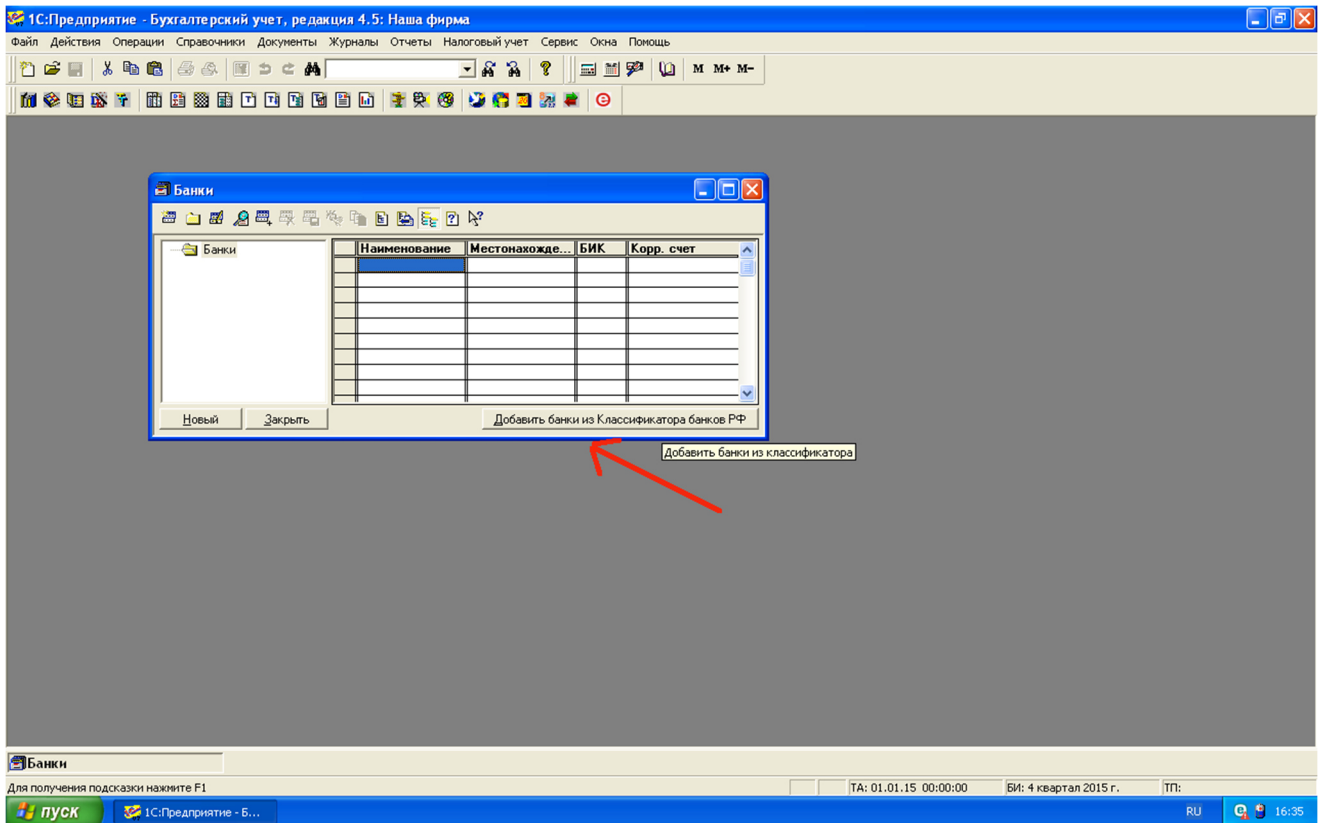 1С:Предприятие - Бухгалтерский учет, редакция 4.5: Наша фирма
Файл Действия Операции Справочники Документы Журналы Отчеты Налоговый учет Сервис Окна Помощь
M M+ M-
Банки
Банки
Наименование Местонахожде... БИК Корр. счет
Новый Закрыть Добавить банки из Классификатора банков РФ
Добавить банки из классификатора
Банки
Для получения подсказки нажмите F1 ТА: 01.01.15 00:00:00 БИ: 4 квартал 2015 г. ТП:
пуск 1С:Предприятие - Б... RU 16:35